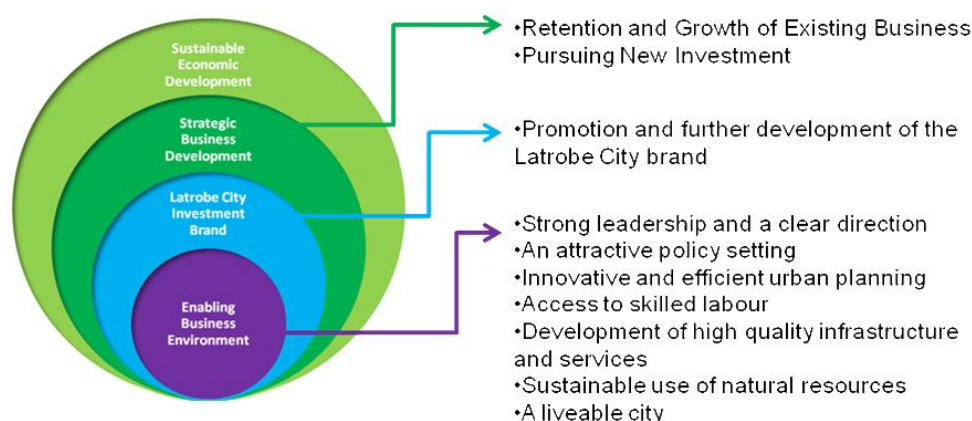 Sustainable
Economic
Development
Strategic
Business
Development
Latrobe City
Investment
Brand
Enabling
Business
Environment
•Retention and Growth of Existing Business
•Pursuing New Investment
•Promotion and further development of the
Latrobe City brand
•Strong leadership and a clear direction
•An attractive policy setting
•Innovative and efficient urban planning
•Access to skilled labour
•Development of high quality infrastructure
and services
•Sustainable use of natural resources
•A liveable city